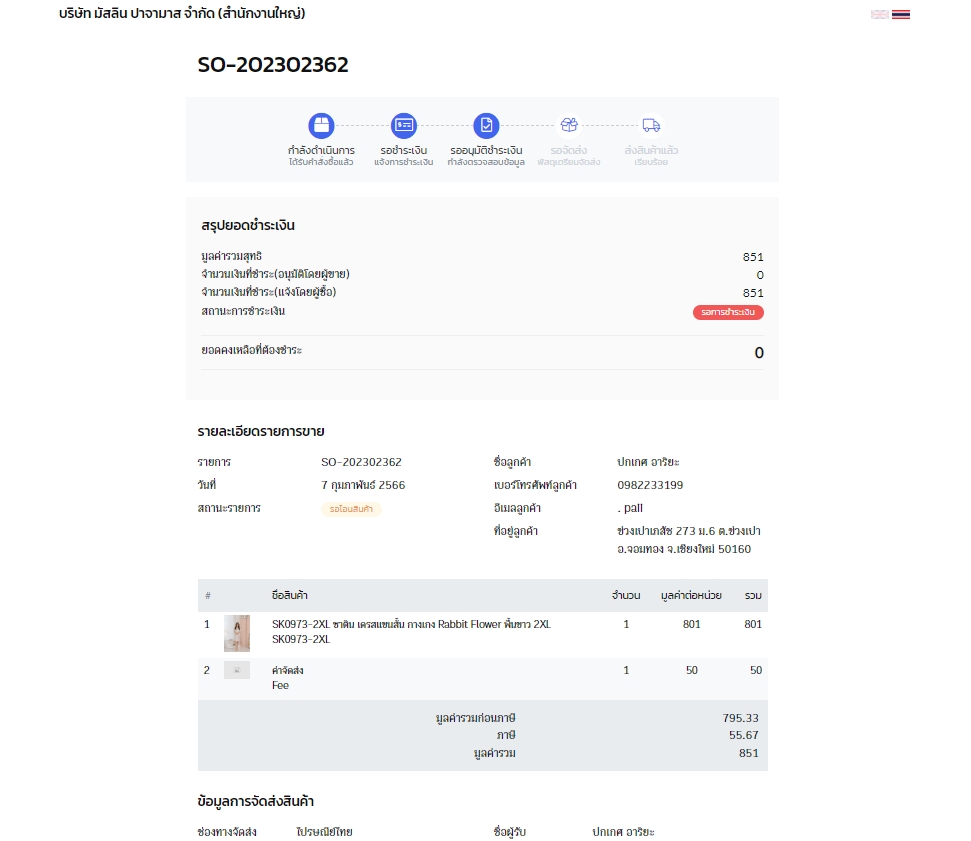 บริษัท มัสลิน ปาจามาส จำกัด (สำนักงานใหญ่)
SO-202302362
กำลังดำเนินการ
ได้รับคำสั่งซื้อแล้ว
รอชำระเงิน
แจ้งการชำระเงิน
รออนุมัติชำระเงิน
กำลังตรวจสอบข้อมูล
รอจัดส่ง
พัสดุเตรียมจัดส่ง
ส่งสินค้าแล้ว
เรียบร้อย
สรุปยอดชำระเงิน
มูลค่ารวมสุทธิ 851
จำนวนเงินที่ชำระ(อนุมัติโดยผู้ขาย) 0
จำนวนเงินที่ชำระ(แจ้งโดยผู้ซื้อ) 851
สถานะการชำระเงิน รอการชำระเงิน
ยอดคงเหลือที่ต้องชำระ 0
รายละเอียดรายการขาย
รายการ SO-202302362 ชื่อลูกค้า ปกเกศ อาริยะ
วันที่ 7 กุมภาพันธ์ 2566 เบอร์โทรศัพท์ลูกค้า 0982233199
สถานะรายการ รอโอนสินค้า อีเมลลูกค้า . pall
ที่อยู่ลูกค้า ช่วงเปาเภสัช 273 ม.6 ต.ช่วงเปา
อ.จอมทอง จ.เชียงใหม่ 50160
# ชื่อสินค้า จำนวน มูลค่าต่อหน่วย รวม
1 SK0973-2XL ซาติน เดรสแขนสั้น กางเกง Rabbit Flower พื้นขาว 2XL 1 801 801
SK0973-2XL
2 ค่าจัดส่ง 1 50 50
Fee
มูลค่ารวมก่อนภาษี 795.33
ภาษี 55.67
มูลค่ารวม 851
ข้อมูลการจัดส่งสินค้า
ช่องทางจัดส่ง ไปรษณีย์ไทย ชื่อผู้รับ ปกเกศ อาริยะ